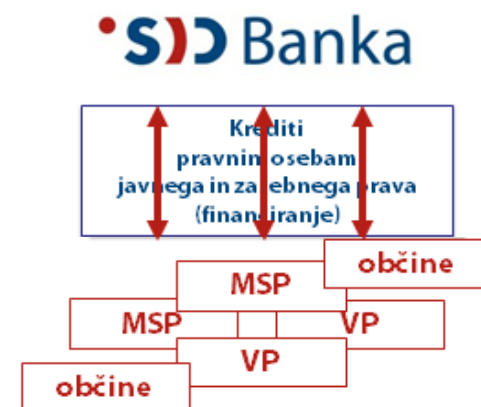 SID Banka
Krediti
pravnim osebam
javnega in zasebnega prava
(financiranje)
občine
MSP
MSP
VP
VP
občine